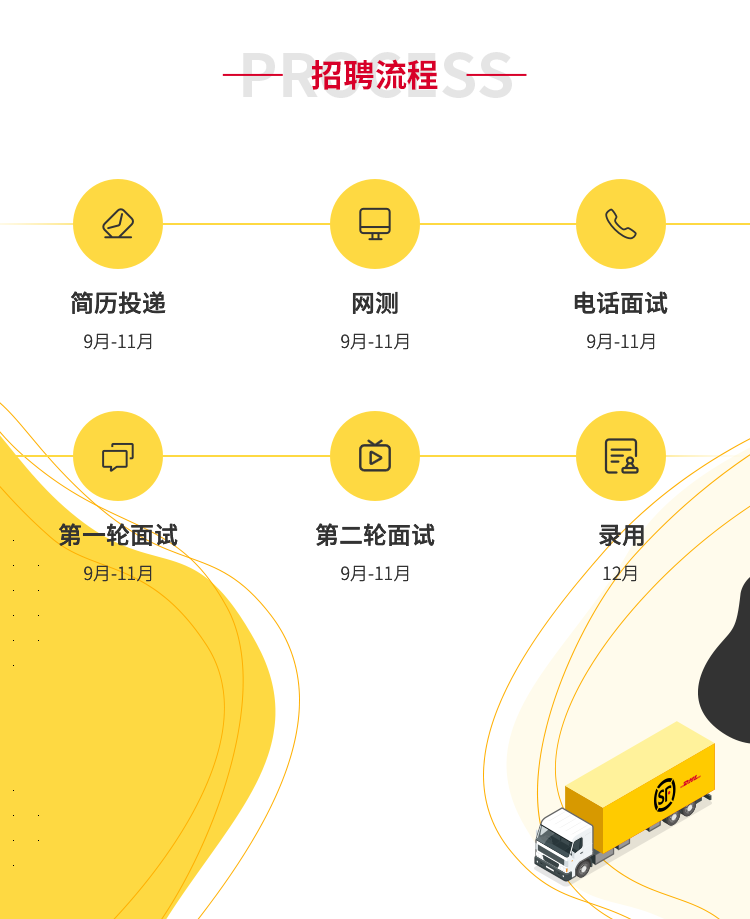 PROCESS
招聘流程
简历投递
网测
电话面试
9月-11月
9月-11月
9月-11月
第一轮面试
第二轮面试
录用
9月-11月
9月-11月
12月
SF
DHL